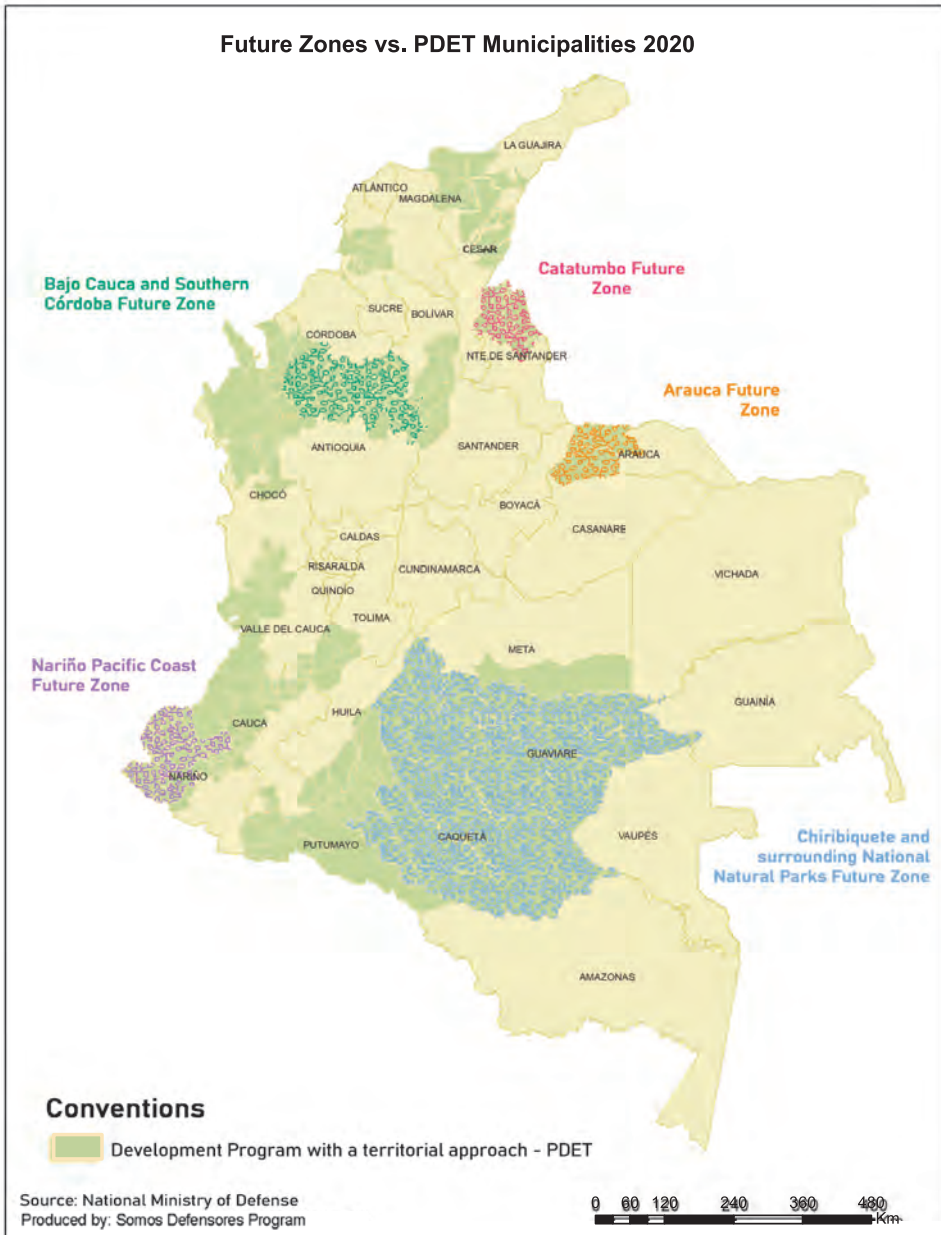 Future Zones vs. PDET Municipalities 2020
LA GUAJIRA
ATLÁNTICO
MAGDALENA
CESAR
Catatumbo Future
Zone
Bajo Cauca and Southern
Córdoba Future Zone
SUCRE
BOLÍVAR
CÓRDOBA
NTE DE SANTANDER
Arauca Future
Zone
ANTIOQUIA
SANTANDER
ARAUCA
CHOCÓ
BOYACÁ
CASANARE
CALDAS
RISARALDA
CUNDINAMARCA
VICHADA
QUINDÍO
TOLIMA
VALLE DEL CAUCA
META
Nariño Pacific Coast
Future Zone
GUAINÍA
HUILA
CAUCA
GUAVIARE
NARIÑO
CAQUETÁ
VAUPÉS
PUTUMAYO
Chiribiquete and
surrounding National
Natural Parks Future Zone
AMAZONAS
Conventions
Development Program with a territorial approach - PDET
Source: National Ministry of Defense
Produced by: Somos Defensores Program
0 60 120 240 360 480
Km